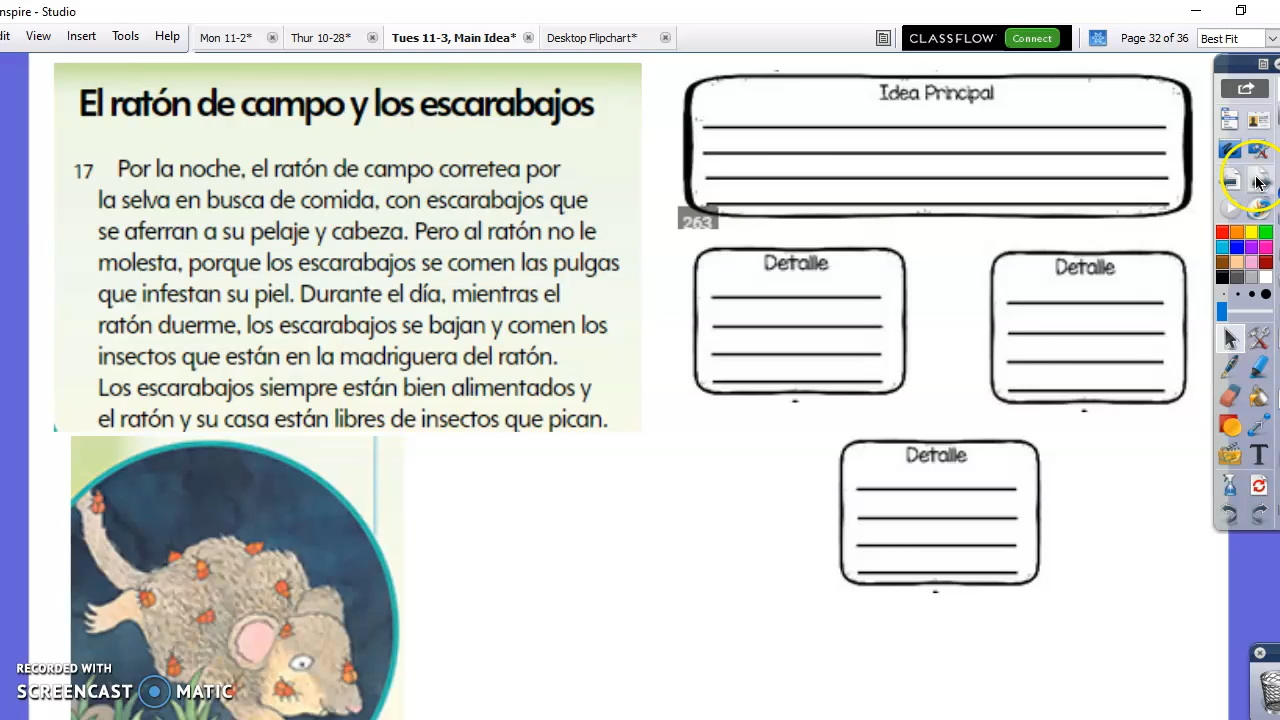 nspire - Studio
dit View Insert Tools Help Mon 11-2* Thur 10-28* Tues 11-3, Main Idea* Desktop Flipchart* CLASSFLOW Connect Page 32 of 36 Best Fit
El ratón de campo y los escarabajos
17 Por la noche, el ratón de campo corretea por
la selva en busca de comida, con escarabajos que
se aferran a su pelaje y cabeza. Pero al ratón no le
molesta, porque los escarabajos se comen las pulgas
que infestan su piel. Durante el día, mientras el
ratón duerme, los escarabajos se bajan y comen los
insectos que están en la madriguera del ratón.
Los escarabajos siempre están bien alimentados y
el ratón y su casa están libres de insectos que pican.
Idea Principal
263
Detalle
Detalle
Detalle
T
RECORDED WITH
SCREENCAST MATIC